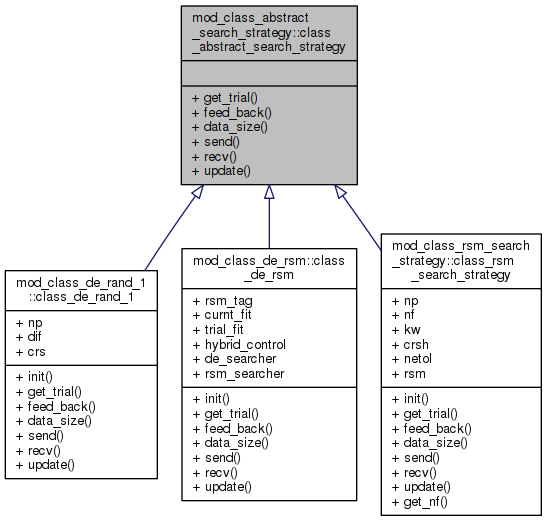 mod_class_abstract
_search_strategy::class
_abstract_search_strategy
+ get_trial()
+ feed_back()
+ data_size()
+ send()
+ recv()
+ update()
mod_class_de_rand_1
::class_de_rand_1
+ np
+ dif
+ crs
+ init()
+ get_trial()
+ feed_back()
+ data_size()
+ send()
+ recv()
+ update()
mod_class_de_rsm::class
_de_rsm
+ rsm_tag
+ curnt_fit
+ trial_fit
+ hybrid_control
+ de_searcher
+ rsm_searcher
+ init()
+ get_trial()
+ feed_back()
+ data_size()
+ send()
+ recv()
+ update()
mod_class_rsm_search
_strategy::class_rsm
_search_strategy
+ np
+ nf
+ kw
+ crsh
+ netol
+ rsm
+ init()
+ get_trial()
+ feed_back()
+ data_size()
+ send()
+ recv()
+ update()
+ get_nf()